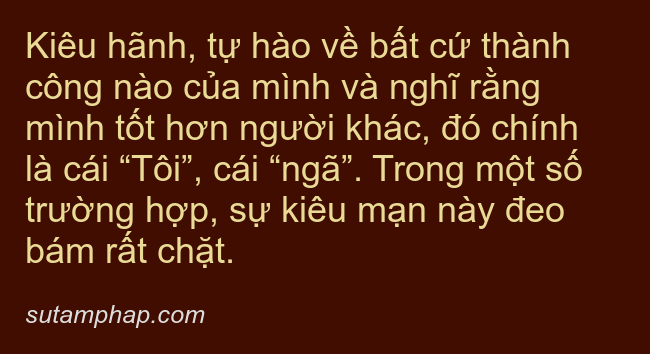 Kiêu hãnh, tự hào về bất cứ thành
công nào của mình và nghĩ rằng
mình tốt hơn người khác, đó chính
là cái “Tôi”, cái “ngã”. Trong một số
trường hợp, sự kiêu mạn này đeo
bám rất chặt.
sutamphap.com